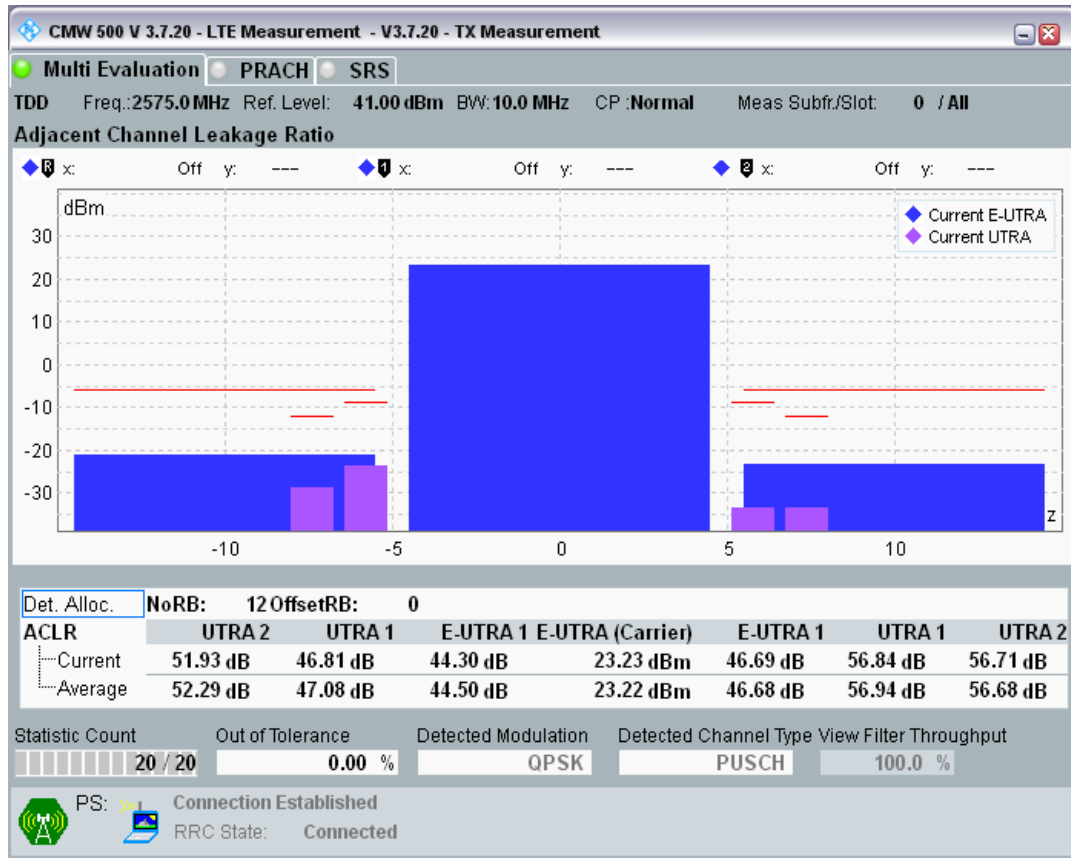 CMW 500 V 3.7.20 - LTE Measurement - V3.7.20 - TX Measurement
Multi Evaluation PRACH SRS
TDD Freq.:2575.0 MHz Ref. Level: 41.00 dBm BW:10.0 MHz CP :Normal Meas Subfr./Slot: 0 / All
Adjacent Channel Leakage Ratio
R x: Off y: --- 1 x: Off y: --- 2 x: Off y: ---
dBm
Current E-UTRA
Current UTRA
30
20
10
0
-10
-20
-30
z
-10 -5 0 5 10
Det. Alloc. NoRB: 12 OffsetRB: 0
ACLR UTRA 2 UTRA 1 E-UTRA 1 E-UTRA (Carrier) E-UTRA 1 UTRA 1 UTRA 2
Current 51.93 dB 46.81 dB 44.30 dB 23.23 dBm 46.69 dB 56.84 dB 56.71 dB
Average 52.29 dB 47.08 dB 44.50 dB 23.22 dBm 46.68 dB 56.94 dB 56.68 dB
Statistic Count Out of Tolerance Detected Modulation Detected Channel Type View Filter Throughput
20 / 20 0.00 % QPSK PUSCH 100.0 %
PS: Connection Established
RRC State: Connected